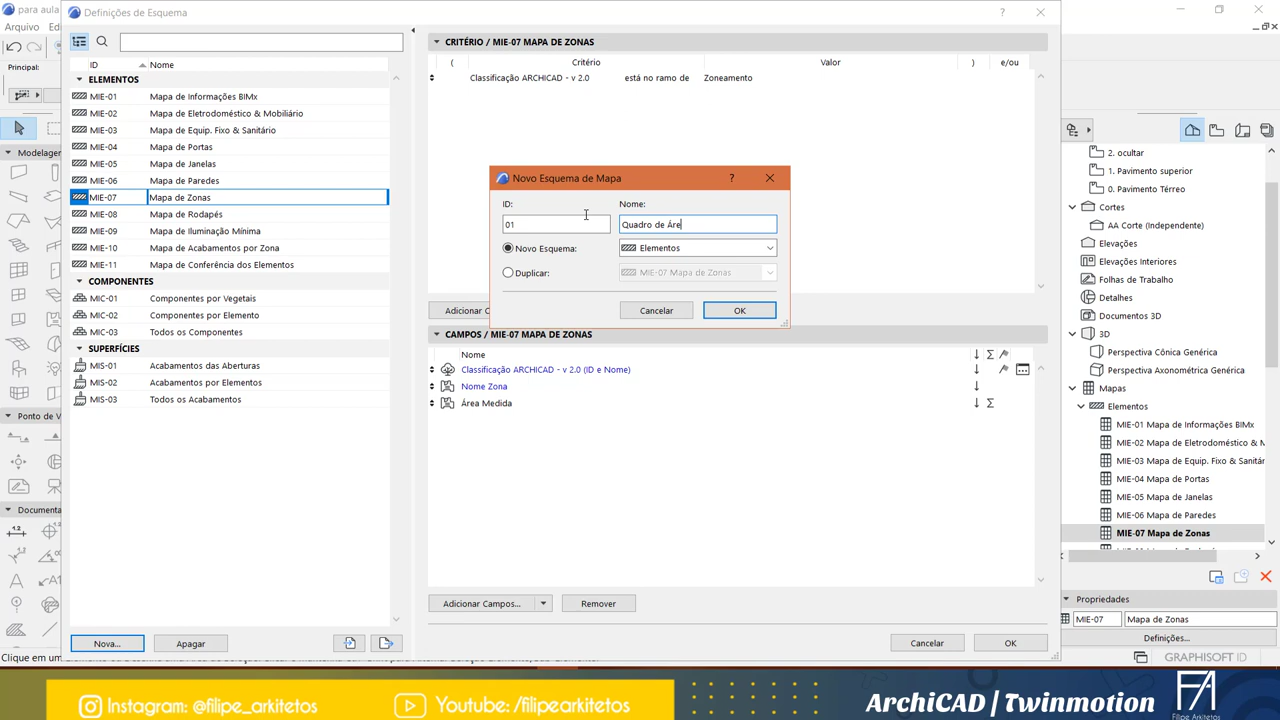 para aula
Definições de Esquema
Arquivo
Principal:
ID
Nome
ELEMENTOS
MIE-01 Mapa de Informações BIMx
MIE-02 Mapa de Eletrodoméstico & Mobiliário
MIE-03 Mapa de Equip. Fixo & Sanitário
MIE-04 Mapa de Portas
MIE-05 Mapa de Janelas
MIE-06 Mapa de Paredes
MIE-07 Mapa de Zonas
MIE-08 Mapa de Rodapés
MIE-09 Mapa de Iluminação Mínima
MIE-10 Mapa de Acabamentos por Zona
MIE-11 Mapa de Conferência dos Elementos
COMPONENTES
MIC-01 Componentes por Vegetais
MIC-02 Componentes por Elemento
MIC-03 Todos os Componentes
SUPERFÍCIES
MIS-01 Acabamentos das Aberturas
MIS-02 Acabamentos por Elementos
MIS-03 Todos os Acabamentos
Nova...
Apagar
Modelagem
Ponto de V
Documenta
CRITÉRIO / MIE-07 MAPA DE ZONAS
( Critério Valor ) e/ou
Classificação ARCHICAD - v 2.0 está no ramo de Zoneamento
Novo Esquema de Mapa
ID: Nome:
01 Quadro de Áre
Novo Esquema: Elementos
Duplicar: MIE-07 Mapa de Zonas
Cancelar OK
Adicionar C
CAMPOS / MIE-07 MAPA DE ZONAS
Nome
Classificação ARCHICAD - v 2.0 (ID e Nome)
Nome Zona
Área Medida
Adicionar Campos...
Remover
Cancelar
OK
2. ocultar
1. Pavimento superior
0. Pavimento Térreo
Cortes
AA Corte (Independente)
Elevações
Elevações Interiores
Folhas de Trabalho
Detalhes
Documentos 3D
3D
Perspectiva Cônica Genérica
Perspectiva Axonométrica Genérica
Mapas
Elementos
MIE-01 Mapa de Informações BIMx
MIE-02 Mapa de Eletrodoméstico &
MIE-03 Mapa de Equip. Fixo & Sanitár
MIE-04 Mapa de Portas
MIE-05 Mapa de Janelas
MIE-06 Mapa de Paredes
MIE-07 Mapa de Zonas
Propriedades
MIE-07 Mapa de Zonas
Definições...
GRAPHISOFT ID
Instagram: @filipe_arkitetos
Youtube: /filipearkitetos
ArchiCAD | Twinmotion
Filipe Arkitetos